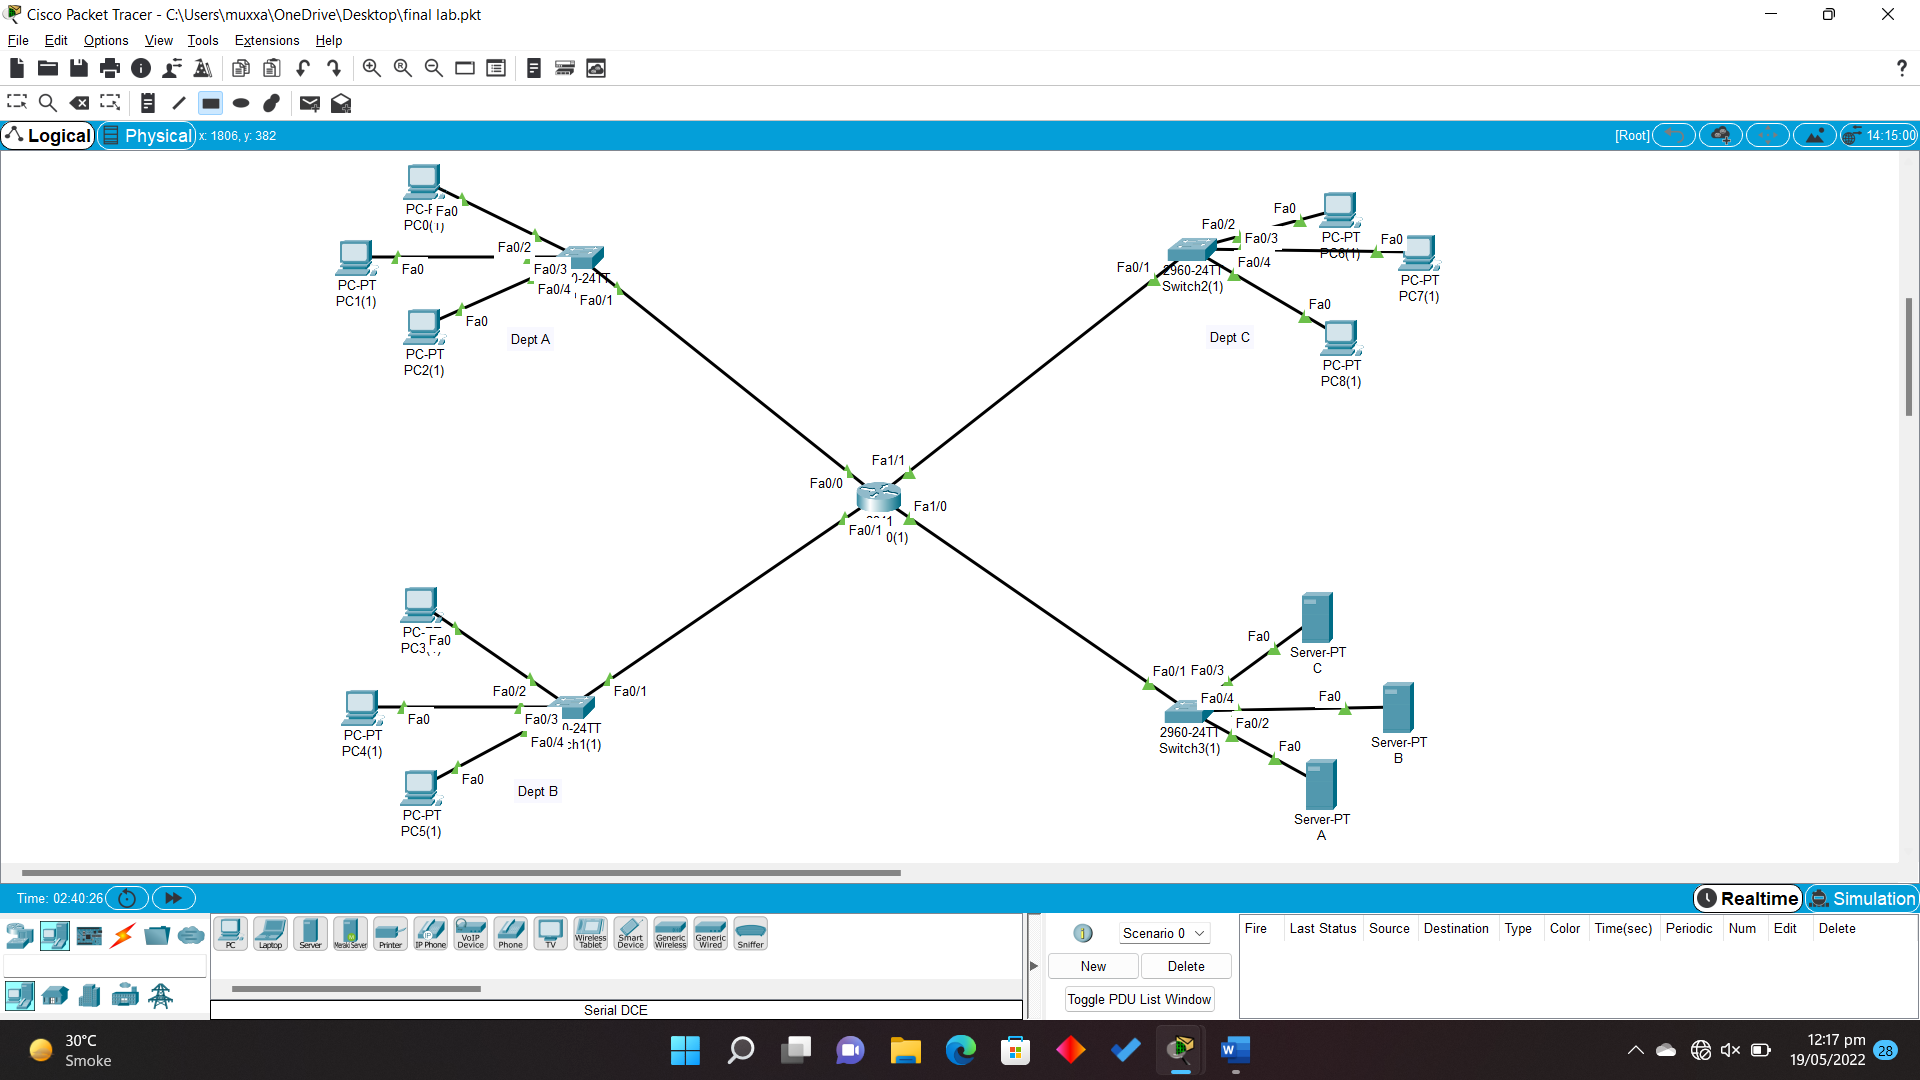 Cisco Packet Tracer - C:\Users\muxxa\OneDrive\Desktop\final lab.pkt
File Edit Options View Tools Extensions Help
Logical Physical x: 1806, y: 382 [Root] 14:15:00
PC0(1)
Fa0
Fa0/2
Fa0
Fa0/3
PC-PT
PC1(1)
Fa0/4
Fa0/1
Fa0
PC-PT
PC2(1)
Dept A
Fa0
Fa0/2
PC-PT
PC6(1)
Fa0/3
Fa0
Fa0/1
Fa0/4
2960-24TT
Switch2(1)
PC-PT
PC7(1)
Fa0
Dept C
PC-PT
PC8(1)
Fa1/1
Fa0/0
Fa1/0
Fa0/1
0(1)
Fa0
Fa0/2
Fa0/1
Fa0
Fa0/3
PC-PT
PC4(1)
Fa0/4
Fa0
PC-PT
PC5(1)
Dept B
Fa0
Server-PT
C
Fa0/1 Fa0/3
Fa0/4
Fa0
Fa0/2
2960-24TT
Switch3(1)
Server-PT
B
Fa0
Server-PT
A
Time: 02:40:26 Realtime Simulation
PC Laptop Server Meraki Server Printer IP Phone VoIP Device Phone TV Wireless Tablet Smart Device Generic Wireless Generic Wired Sniffer
Serial DCE
Scenario 0
New Delete
Toggle PDU List Window
Fire Last Status Source Destination Type Color Time(sec) Periodic Num Edit Delete
30°C
Smoke
12:17 pm
19/05/2022
28